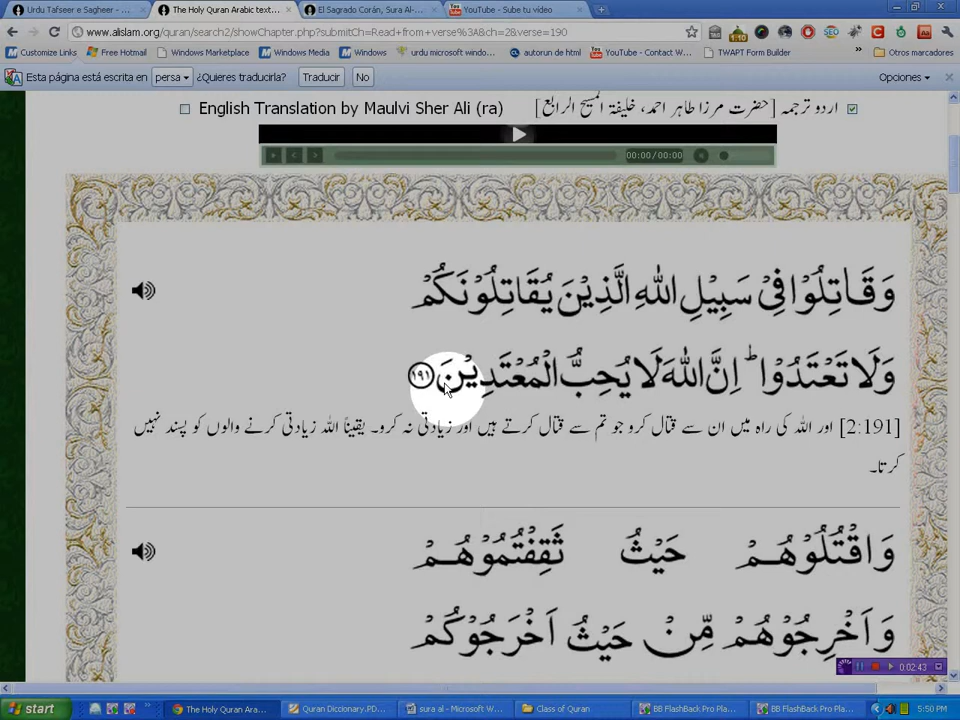 Urdu Tafseer e Sagheer -
The Holy Quran Arabic text
El Sagrado Corán, Sura Al-
YouTube - Sube tu video
www.alislam.org/quran/search2/showChapter.php?submitCh=Read+from+verse%3A&ch=2&verse=190
Customize Links
Free Hotmail
Windows Marketplace
Windows Media
Windows
urdu microsoft windo...
autorun de html
YouTube - Contact W...
TWAPT Form Builder
Otros marcadores
Esta página está escrita en persa ¿Quieres traducirla? Traducir No
Opciones
English Translation by Maulvi Sher Ali (ra)
اردو ترجمہ [حضرت مرزا طاہر احمد، خلیفۃ المسیح الرابع]
00:00/00:00
وَقَاتِلُوْا فِیْ سَبِیْلِ اللّٰهِ الَّذِیْنَ یُقَاتِلُوْنَكُمْ
وَلَا تَعْتَدُوْا ؕ اِنَّ اللّٰهَ لَا یُحِبُّ الْمُعْتَدِیْنَ ۱۹۱
[2:191] اور اللہ کی راہ میں ان سے قتال کرو جو تم سے قتال کرتے ہیں اور زیادتی نہ کرو۔ یقیناً اللہ زیادتی کرنے والوں کو پسند نہیں
کرتا۔
وَاقْتُلُوْهُمْ حَیْثُ ثَقِفْتُمُوْهُمْ
وَاَخْرِجُوْهُمْ مِّنْ حَیْثُ اَخْرَجُوْكُمْ
0:02:43
start
The Holy Quran Ara...
Quran Diccionary.PD...
sura al - Microsoft W...
Class of Quran
BB FlashBack Pro Pla...
BB FlashBack Pro Pla...
5:50 PM